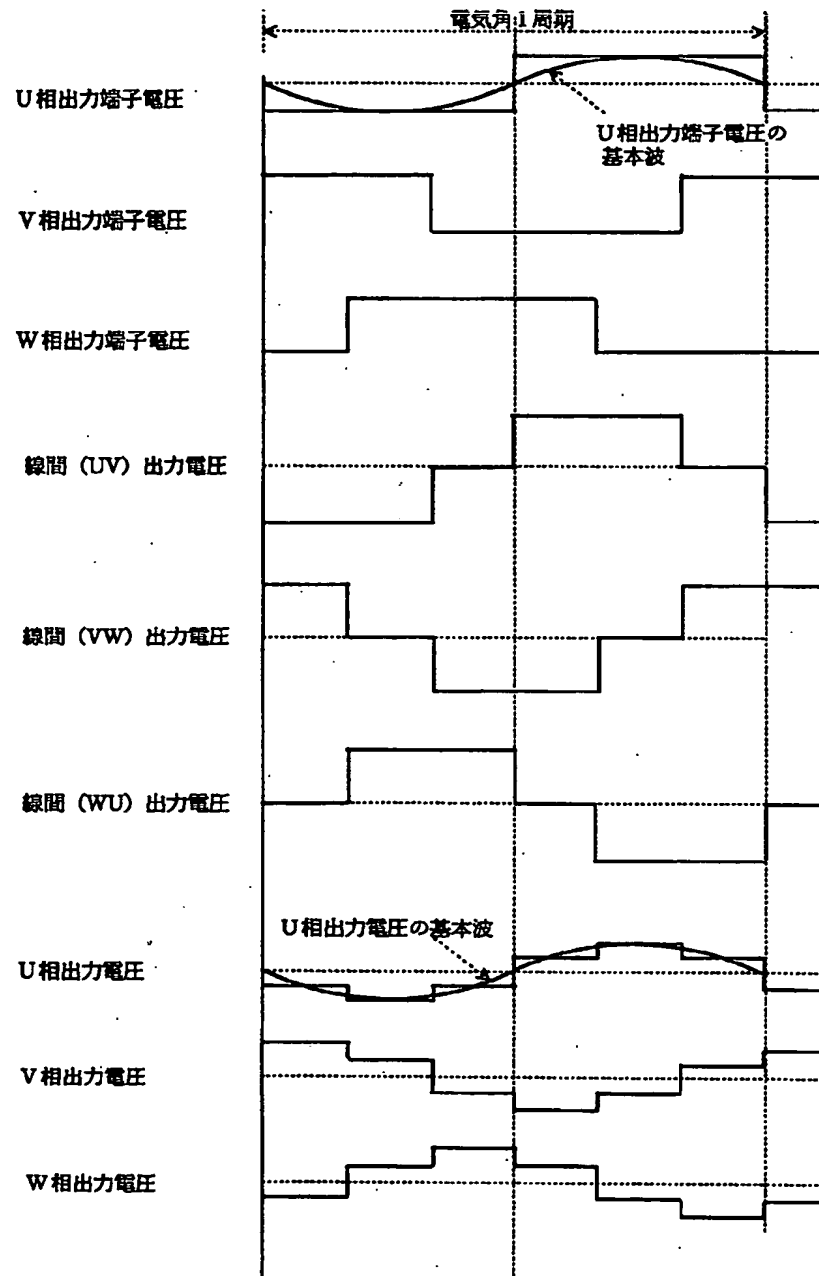 電気角1周期
U相出力端子電圧
U相出力端子電圧の
基本波
V相出力端子電圧
W相出力端子電圧
線間（UV）出力電圧
線間（VW）出力電圧
線間（WU）出力電圧
U相出力電圧の基本波
U相出力電圧
V相出力電圧
W相出力電圧